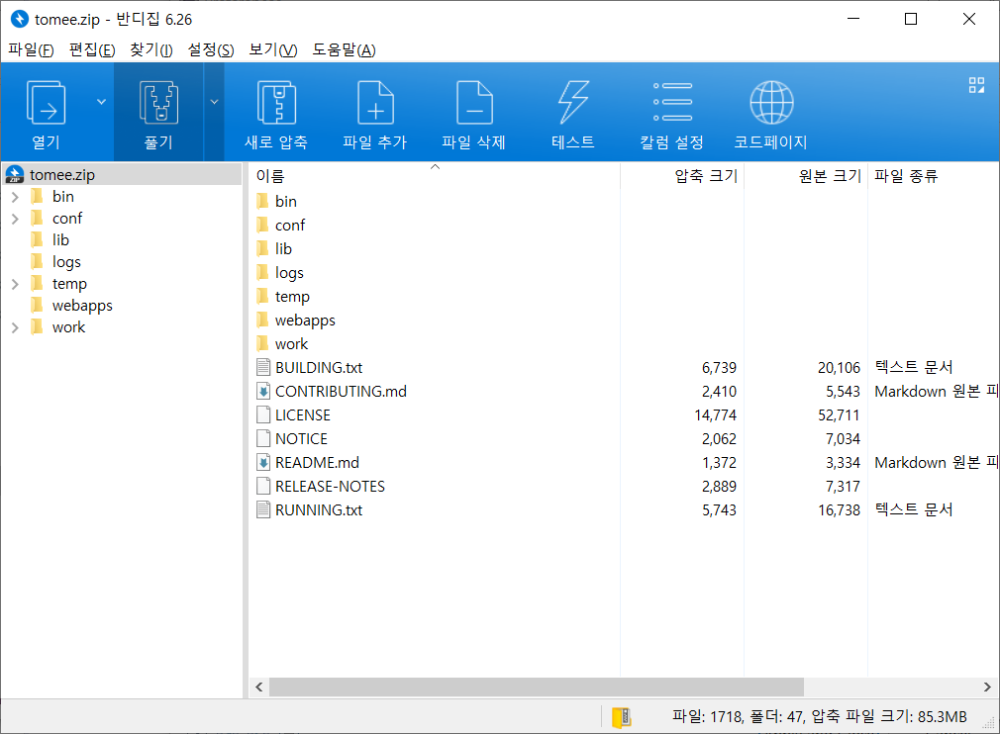 tomee.zip - 반디집 6.26
파일(F) 편집(E) 찾기(I) 설정(S) 보기(V) 도움말(A)
열기 풀기 새로 압축 파일 추가 파일 삭제 테스트 칼럼 설정 코드페이지
ZIP tomee.zip
bin
conf
lib
logs
temp
webapps
work
이름 압축 크기 원본 크기 파일 종류
bin
conf
lib
logs
temp
webapps
work
BUILDING.txt 6,739 20,106 텍스트 문서
CONTRIBUTING.md 2,410 5,543 Markdown 원본 파
LICENSE 14,774 52,711
NOTICE 2,062 7,034
README.md 1,372 3,334 Markdown 원본 파
RELEASE-NOTES 2,889 7,317
RUNNING.txt 5,743 16,738 텍스트 문서
파일: 1718, 폴더: 47, 압축 파일 크기: 85.3MB